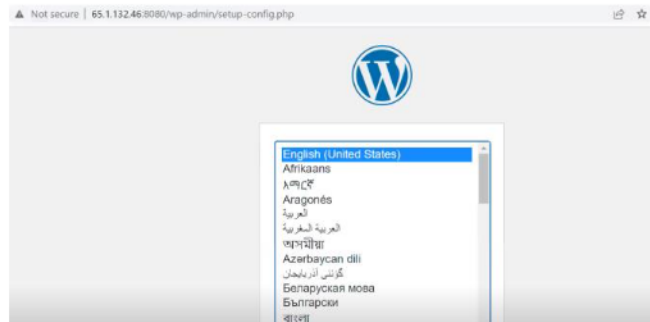 Not secure | 65.1.132.46:8080/wp-admin/setup-config.php
English (United States)
Afrikaans
አማርኛ
Aragonés
العربية
العربية المغربية
অসমীয়া
Azərbaycan dili
گؤنئی آذربایجان
Беларуская мова
Български
বাংলা